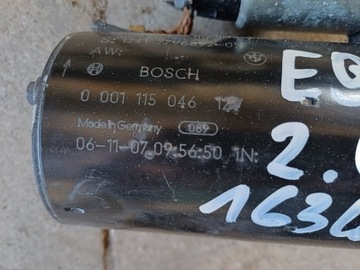 AW:
BOSCH
0 001 115 046 12V
Made in Germany 089
06-11-07,09:56:50 1N:
E
2.
163